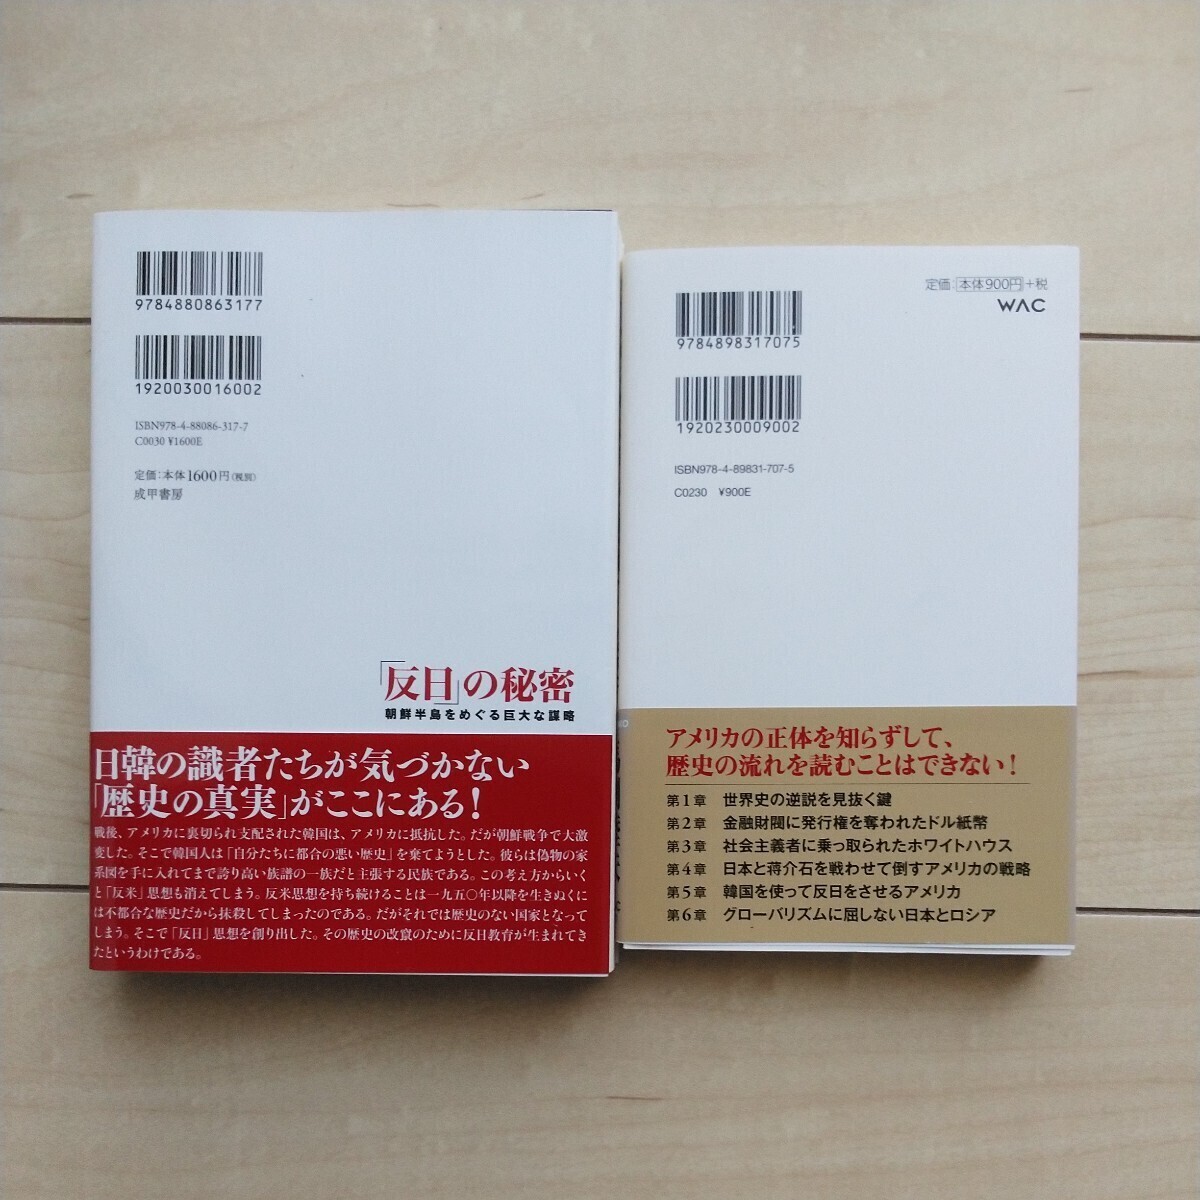 9784880863177
1920030016002
ISBN978-4-88086-317-7
C0030 ¥1600E
定価：本体1600円（税別）
成甲書房
「反日」の秘密
朝鮮半島をめぐる巨大な謀略
日韓の識者たちが気づかない
「歴史の真実」がここにある！
戦後、アメリカに裏切られ支配された韓国は、アメリカに抵抗した。だが朝鮮戦争で大激
変した。そこで韓国人は「自分たちに都合の悪い歴史」を棄てようとした。彼らは偽物の家
系図を手に入れてまで誇り高い族譜の一族だと主張する民族である。この考え方からいく
と「反米」思想も消えてしまう。反米思想を持ち続けることは一九五〇年以降を生きぬくに
は不都合な歴史だから抹殺してしまったのである。だがそれでは歴史のない国家となって
しまう。そこで「反日」思想を創り出した。その歴史の改竄のために反日教育が生まれてき
たというわけである。
定価：本体900円+税
WAC
9784898317075
1920230009002
ISBN978-4-89831-707-5
C0230 ¥900E
アメリカの正体を知らずして、
歴史の流れを読むことはできない！
第1章 世界史の逆説を見抜く鍵
第2章 金融財閥に発行権を奪われたドル紙幣
第3章 社会主義者に乗っ取られたホワイトハウス
第4章 日本と蒋介石を戦わせて倒すアメリカの戦略
第5章 韓国を使って反日をさせるアメリカ
第6章 グローバリズムに屈しない日本とロシア